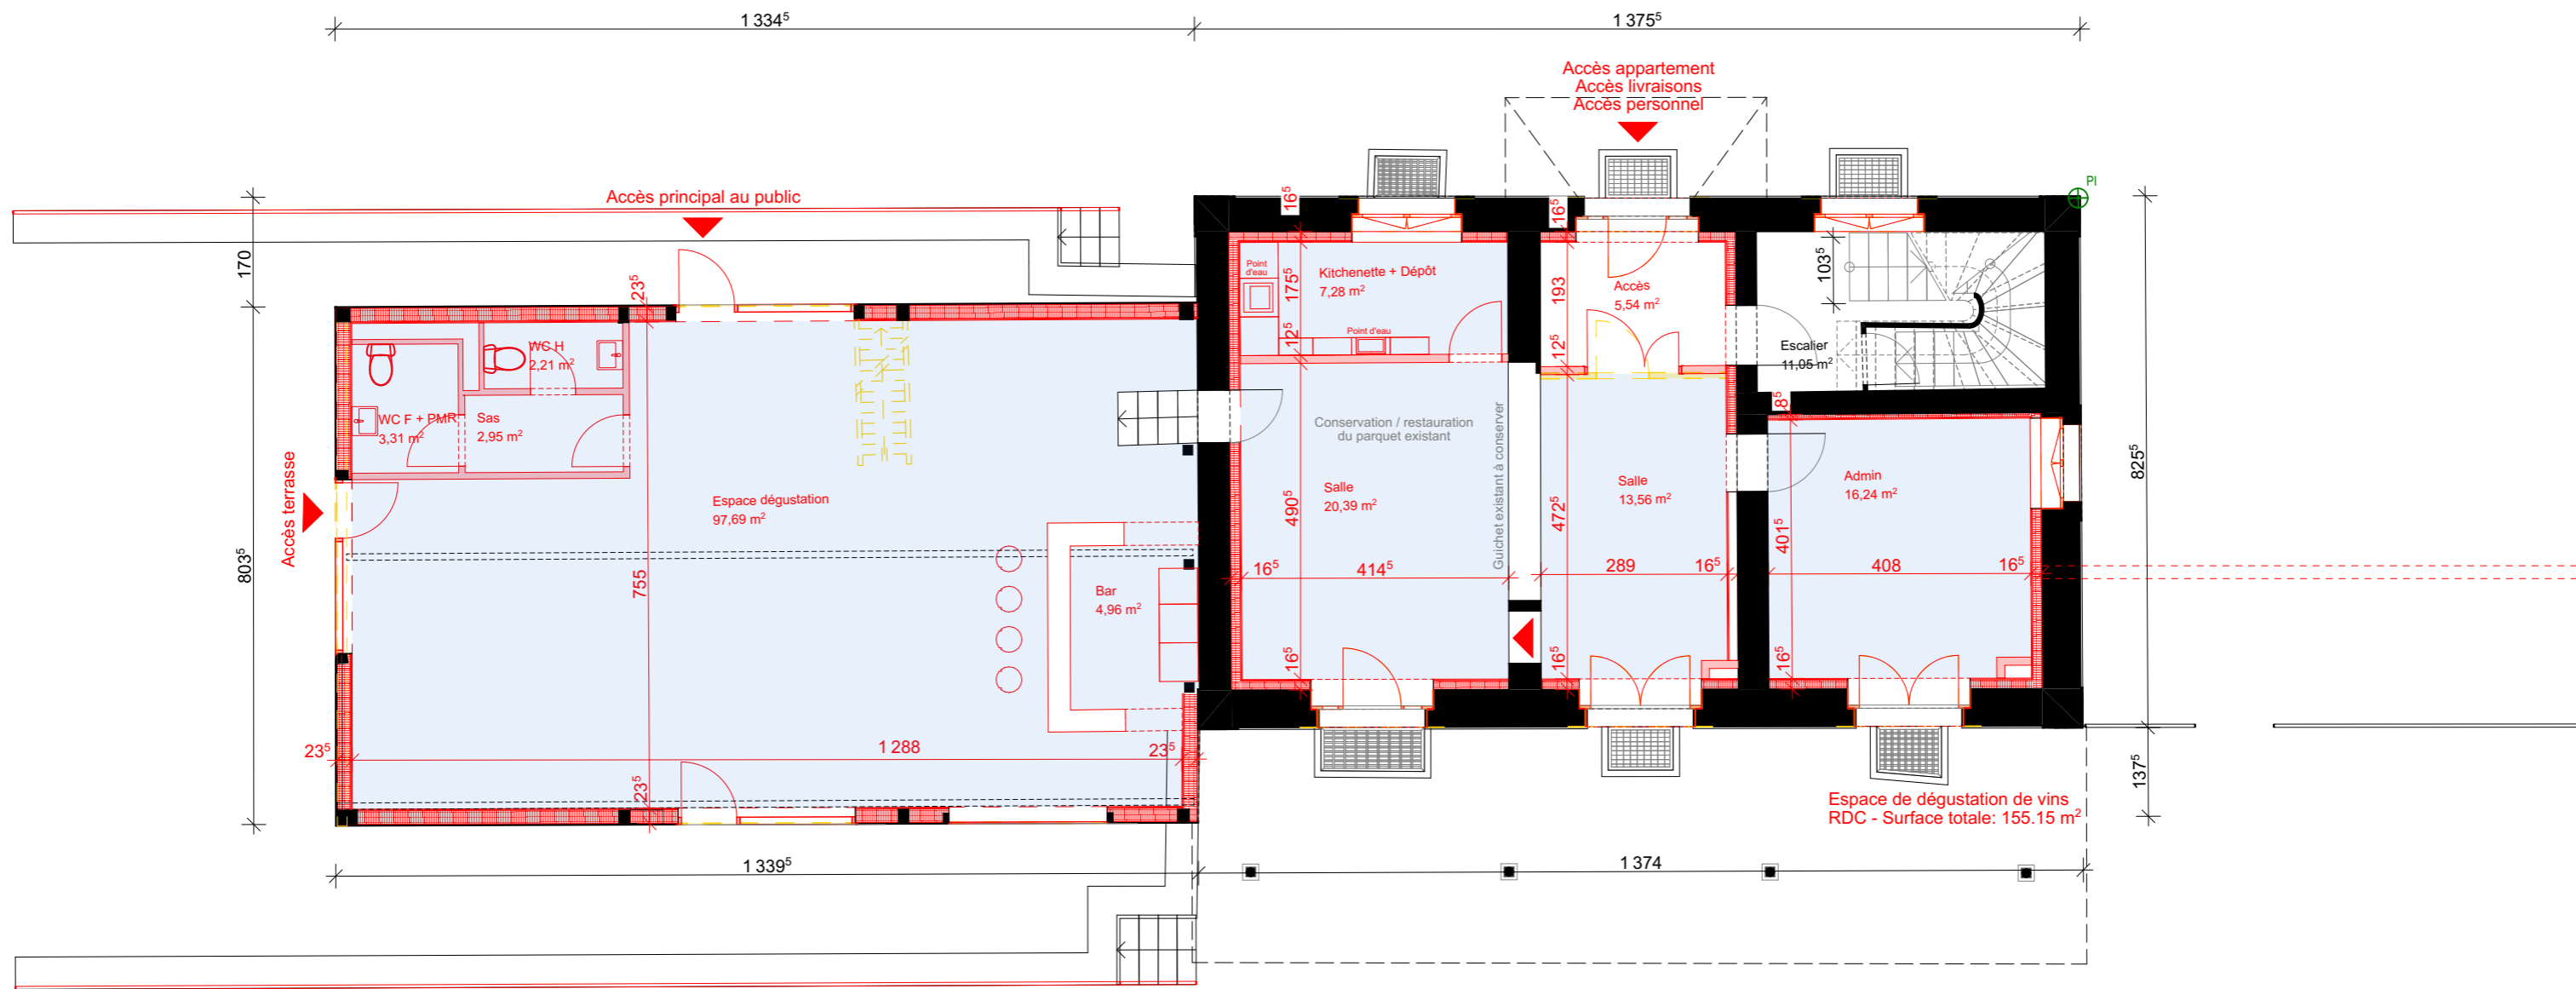 1 334⁵
1 375⁵
Accès appartement
Accès livraisons
Accès personnel
Accès principal au public
PI
170
803⁵
23⁵
16⁵
16⁵
103⁵
825⁵
137⁵
Point
d'eau
175⁵
12⁵
Kitchenette + Dépôt
7,28 m²
Point d'eau
193
12⁵
Accès
5,54 m²
Escalier
11,05 m²
WC H
2,21 m²
WC F + PMR
3,31 m²
Sas
2,95 m²
8⁵
Conservation / restauration
du parquet existant
Guichet existant à conserver
Accès terrasse
Espace dégustation
97,69 m²
755
Salle
20,39 m²
490⁵
Salle
13,56 m²
472⁵
Admin
16,24 m²
401⁵
16⁵
414⁵
289
16⁵
408
16⁵
Bar
4,96 m²
16⁵
16⁵
16⁵
23⁵
1 288
23⁵
23⁵
Espace de dégustation de vins
RDC - Surface totale: 155.15 m²
1 339⁵
1 374